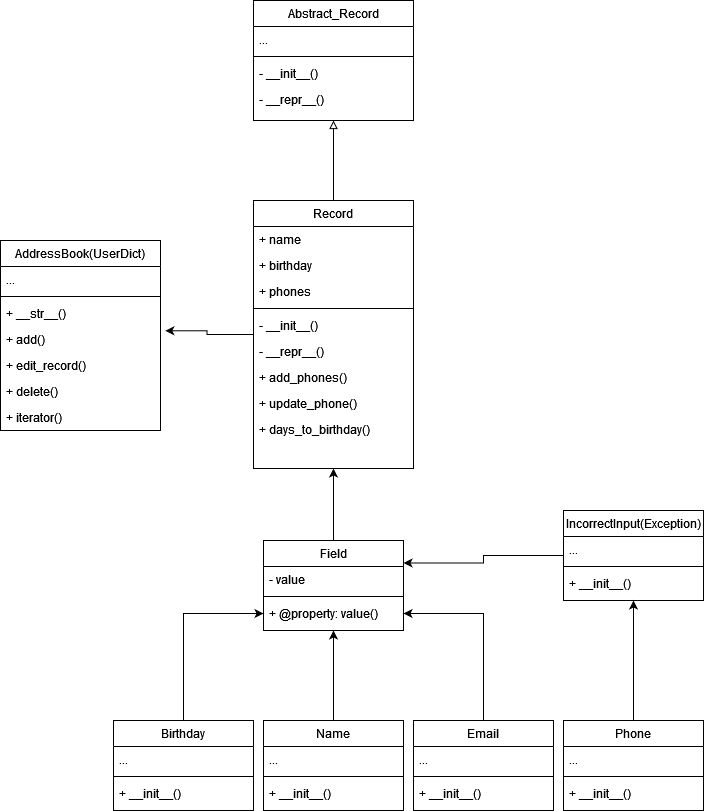 Abstract_Record
...
- __init__()
- __repr__()
Record
+ name
+ birthday
+ phones
- __init__()
- __repr__()
+ add_phones()
+ update_phone()
+ days_to_birthday()
AddressBook(UserDict)
...
+ __str__()
+ add()
+ edit_record()
+ delete()
+ iterator()
Field
- value
+ @property: value()
IncorrectInput(Exception)
...
+ __init__()
Birthday
...
+ __init__()
Name
...
+ __init__()
Email
...
+ __init__()
Phone
...
+ __init__()